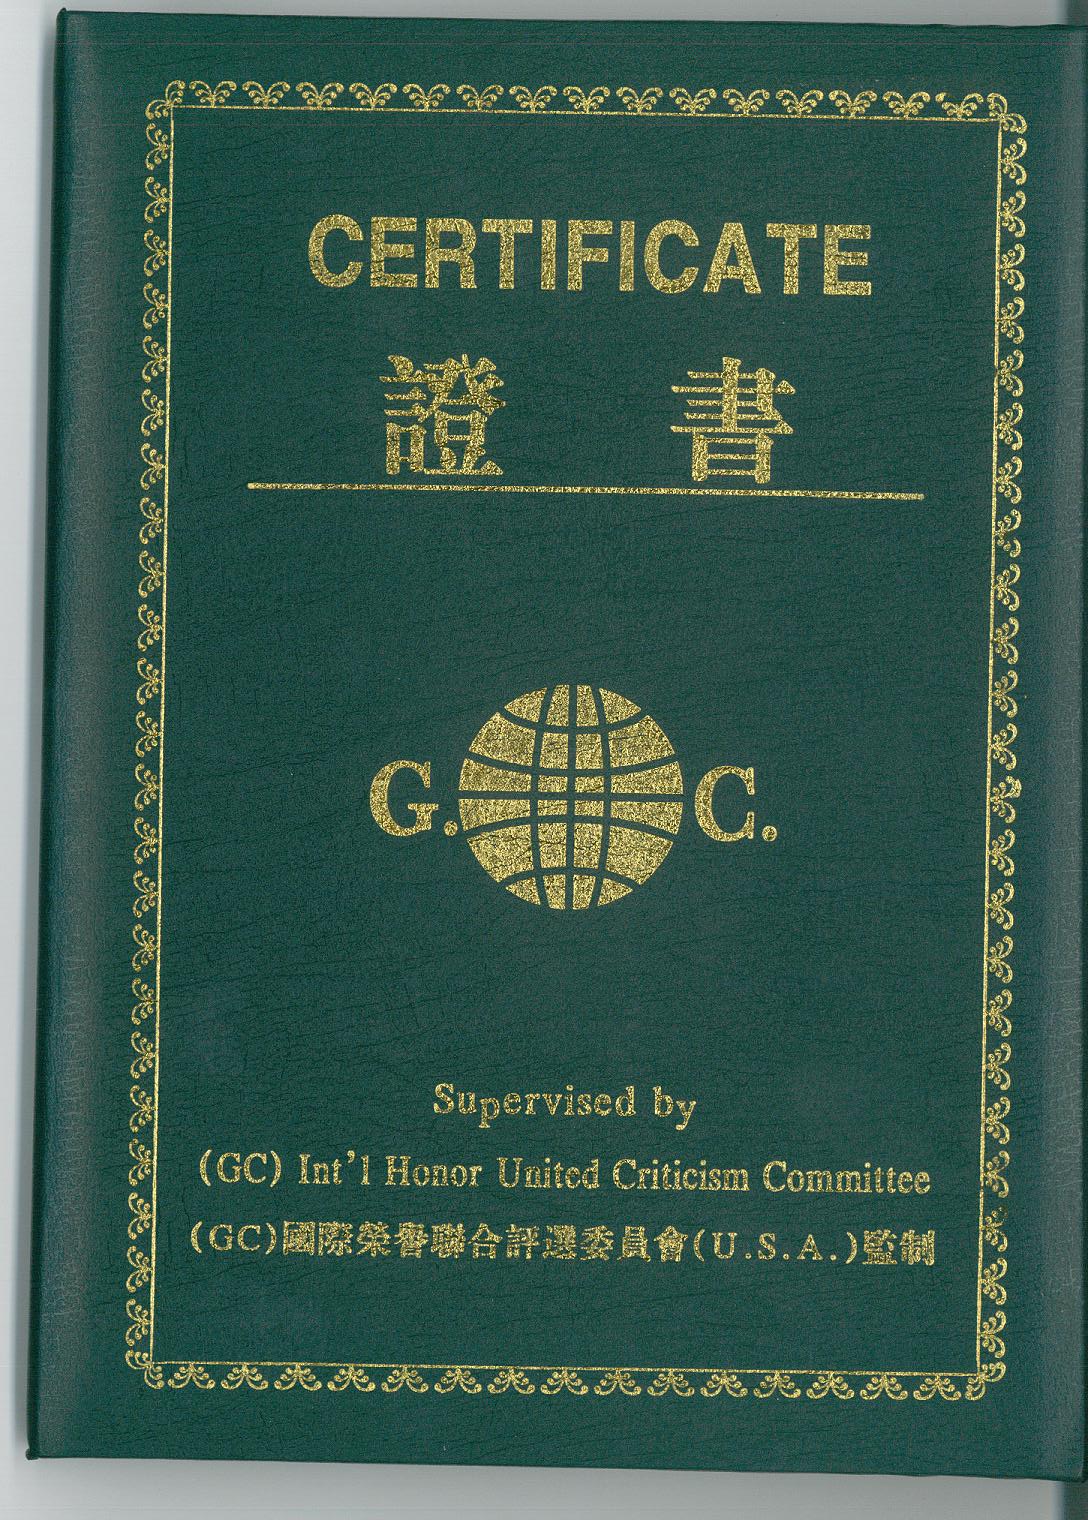 CERTIFICATE
證書
G. C.
Supervised by
(GC) Int'l Honor United Criticism Committee
(GC)國際榮譽聯合評選委員會(U.S.A.)監制